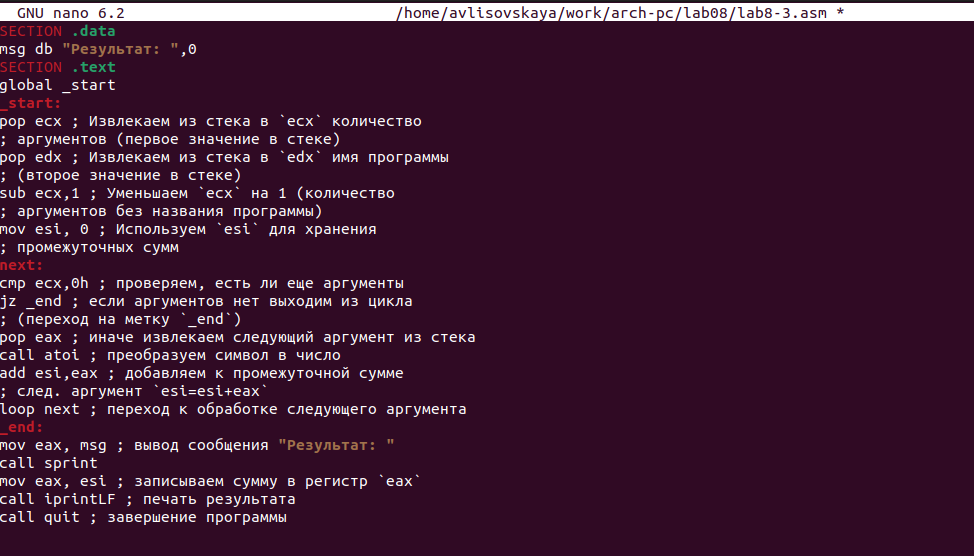 GNU nano 6.2 /home/avlisovskaya/work/arch-pc/lab08/lab8-3.asm *
SECTION .data
msg db "Результат: ",0
SECTION .text
global _start
_start:
pop ecx ; Извлекаем из стека в `ecx` количество
; аргументов (первое значение в стеке)
pop edx ; Извлекаем из стека в `edx` имя программы
; (второе значение в стеке)
sub ecx,1 ; Уменьшаем `ecx` на 1 (количество
; аргументов без названия программы)
mov esi, 0 ; Используем `esi` для хранения
; промежуточных сумм
next:
cmp ecx,0h ; проверяем, есть ли еще аргументы
jz _end ; если аргументов нет выходим из цикла
; (переход на метку `_end`)
pop eax ; иначе извлекаем следующий аргумент из стека
call atoi ; преобразуем символ в число
add esi,eax ; добавляем к промежуточной сумме
; след. аргумент `esi=esi+eax`
loop next ; переход к обработке следующего аргумента
_end:
mov eax, msg ; вывод сообщения "Результат: "
call sprint
mov eax, esi ; записываем сумму в регистр `eax`
call iprintLF ; печать результата
call quit ; завершение программы